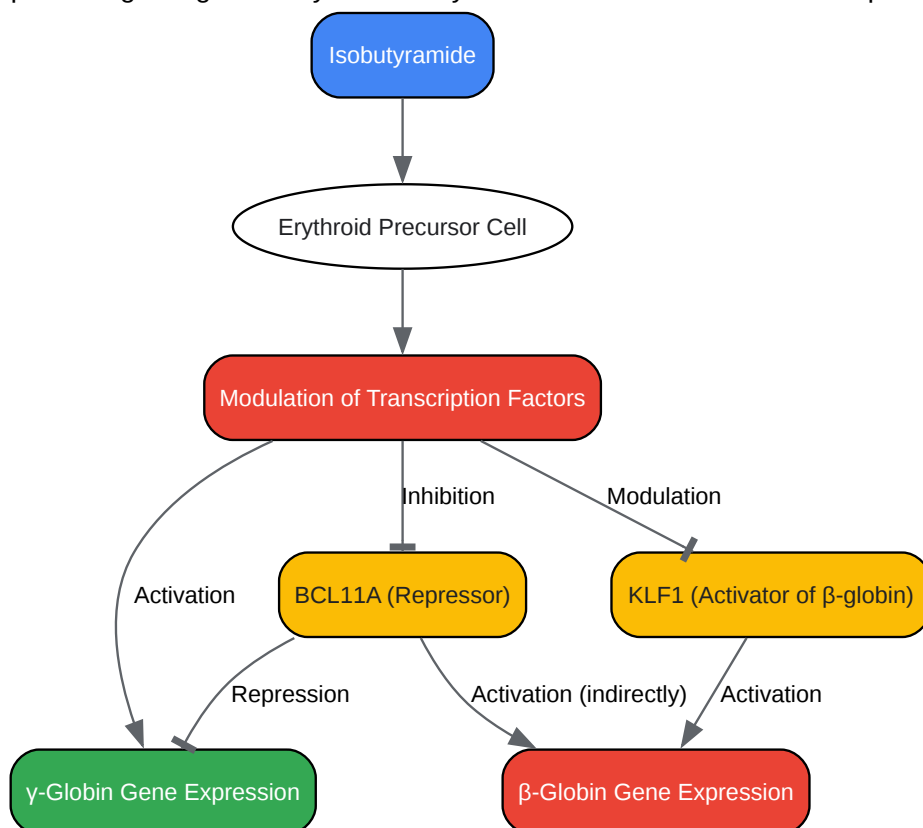 Isobutyramide
Erythroid Precursor Cell
Modulation of Transcription Factors
Inhibition
Modulation
Activation
BCL11A (Repressor)
KLF1 (Activator of β-globin)
Repression
Activation (indirectly)
Activation
γ-Globin Gene Expression
β-Globin Gene Expression